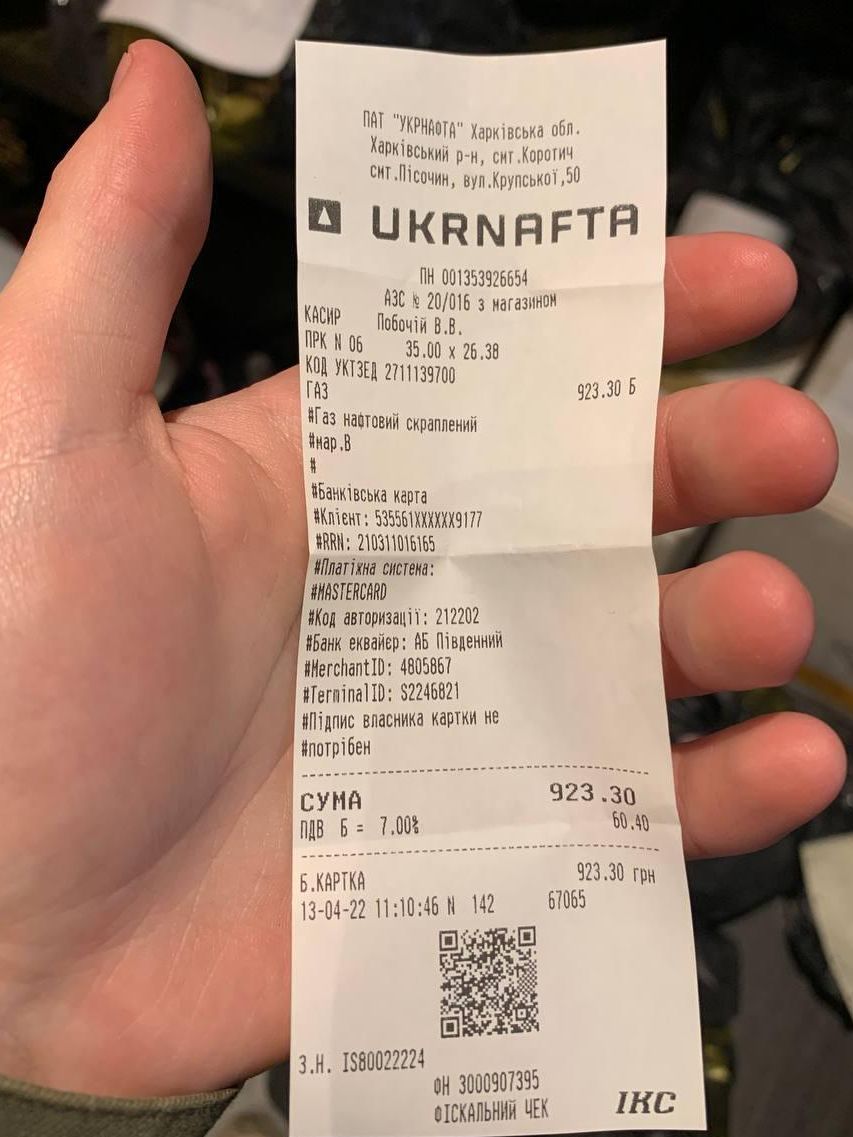 ПАТ "УКРНАФТА" Харківська обл.
Харківський р-н, смт.Коротич
смт.Пісочин, вул.Крупської,50
UKRNAFTA
ПН 001353926654
АЗС № 20/016 з магазином
КАСИР Побочій В.В.
ПРК N 06 35.00 x 26.38
КОД УКТЗЕД 2711139700
ГАЗ 923.30 Б
#Газ нафтовий скраплений
#мар.В
#
#Банківська карта
#Клієнт: 535561XXXXXX9177
#RRN: 210311016165
#Платіжна система:
#MASTERCARD
#Код авторизації: 212202
#Банк еквайєр: АБ Південний
#MerchantID: 4805867
#TerminalID: S2246821
#Підпис власника картки не
#потрібен
СУМА 923.30
ПДВ Б = 7.00% 60.40
Б.КАРТКА 923.30 грн
13-04-22 11:10:46 N 142 67065
З.Н. IS80022224
ФН 3000907395
ФІСКАЛЬНИЙ ЧЕК ІКС